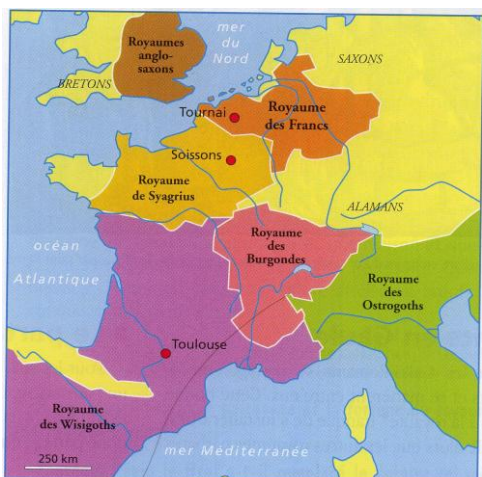 Royaumes
anglo-
saxons
mer
du
Nord
BRETONS
SAXONS
Tournai
Royaume
des Francs
Soissons
Royaume
de Syagrius
ALAMANS
océan
Atlantique
Royaume
des
Burgondes
Royaume
des
Ostrogoths
Toulouse
Royaume
des Wisigoths
mer Méditerranée
250 km